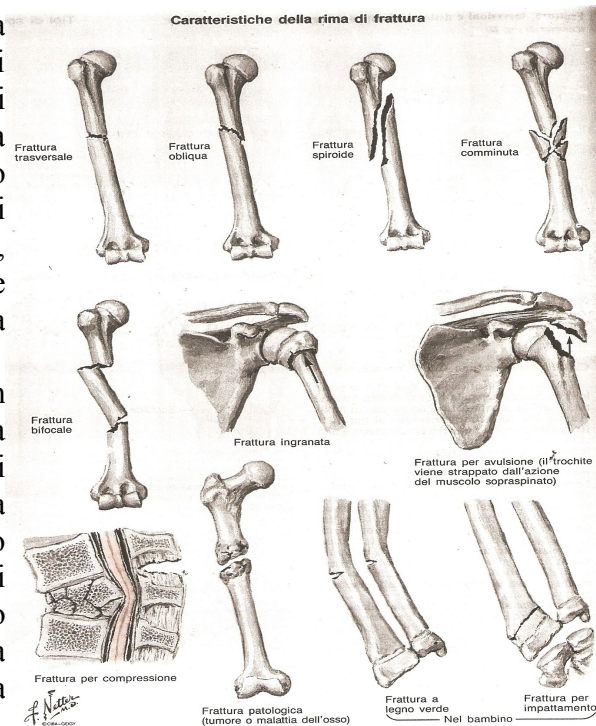 Caratteristiche della rima di frattura
Frattura
trasversale
Frattura
obliqua
Frattura
spiroide
Frattura
comminuta
Frattura
bifocale
Frattura ingranata
Frattura per avulsione (il trochite
viene strappato dall'azione
del muscolo sopraspinato)
Frattura per compressione
Frattura patologica
(tumore o malattia dell'osso)
Frattura a
legno verde
Frattura per
impattamento
Nel bambino
F. Netter
M.D.
©CIBA-GEIGY
a
i
i
a
o
i
,
e
a
n
a
i
a
o
i
o
a
a